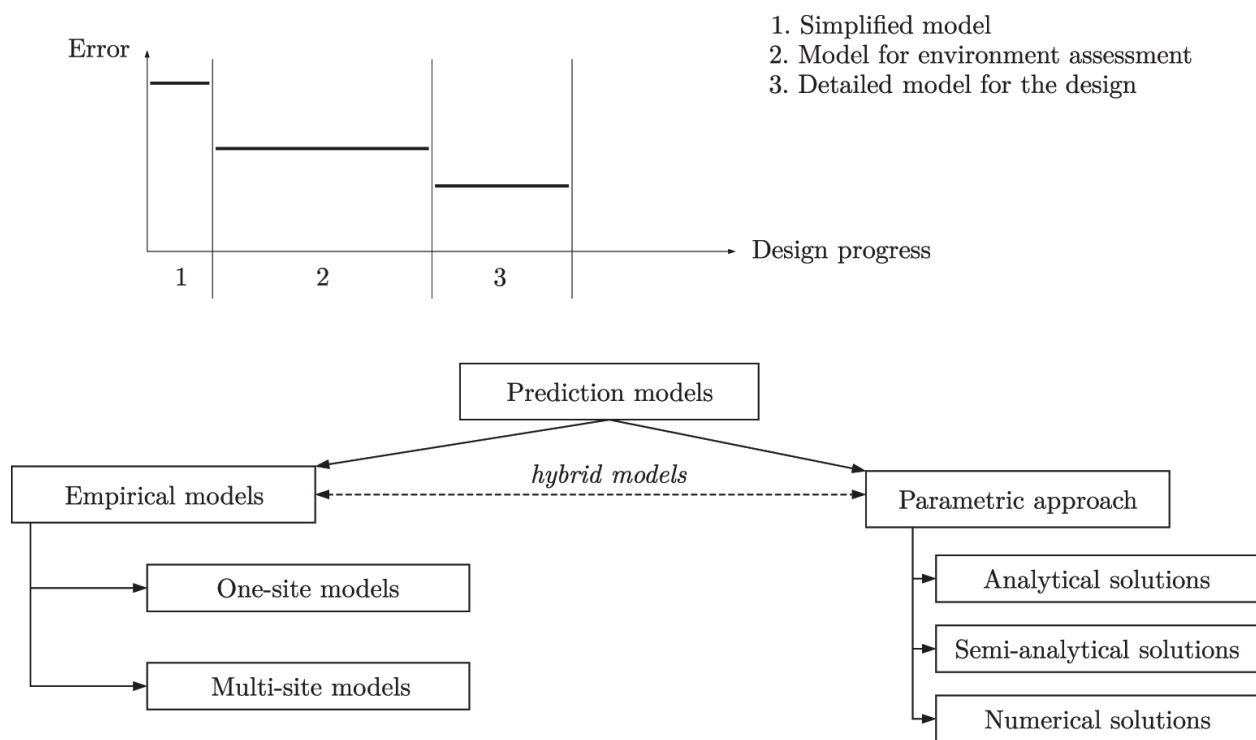 Error
1. Simplified model
2. Model for environment assessment
3. Detailed model for the design
Design progress
1
2
3
Prediction models
hybrid models
Empirical models
Parametric approach
One-site models
Multi-site models
Analytical solutions
Semi-analytical solutions
Numerical solutions